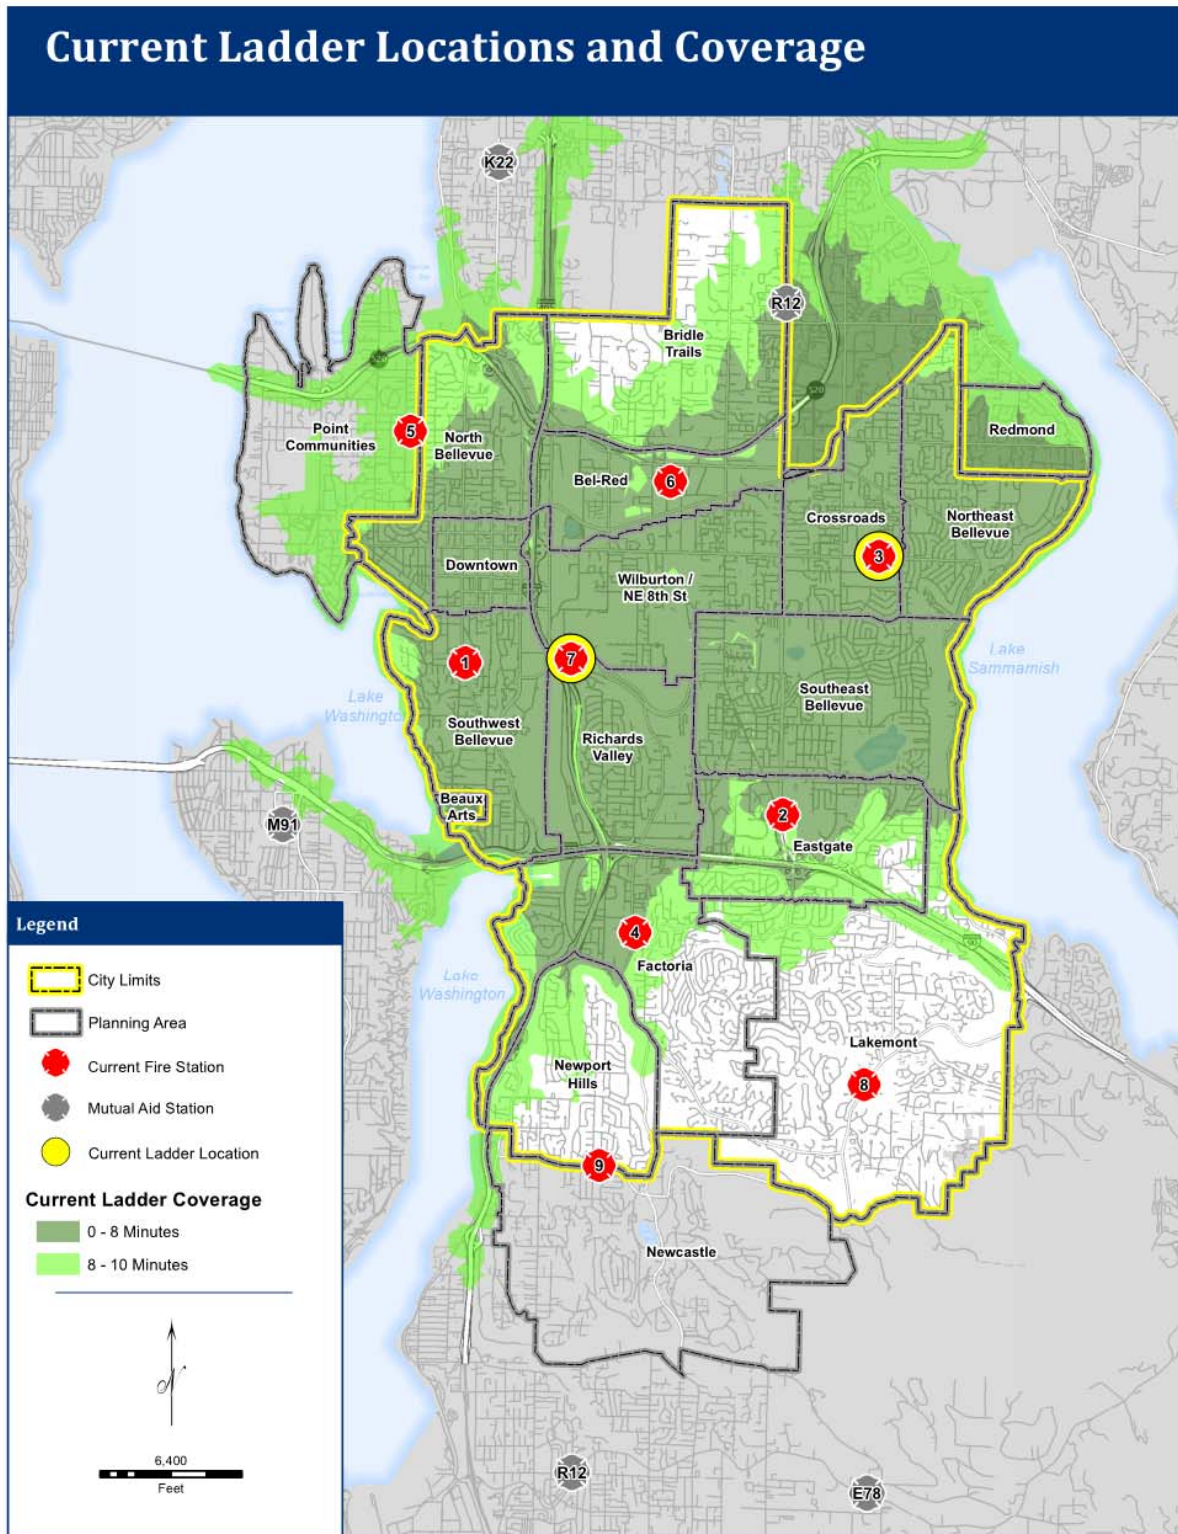 Current Ladder Locations and Coverage
K22
R12
Bridle
Trails
520
Point
Communities
5
North
Bellevue
Redmond
Bel-Red
6
Crossroads
Northeast
Bellevue
3
Downtown
Wilburton /
NE 8th St
1
7
Lake
Sammamish
Lake
Washington
Southwest
Bellevue
Richards
Valley
Southeast
Bellevue
Beaux
Arts
M91
2
Eastgate
4
Factoria
90
Lake
Washington
Lakemont
Newport
Hills
8
9
Newcastle
R12
E78
Legend
City Limits
Planning Area
Current Fire Station
Mutual Aid Station
Current Ladder Location
Current Ladder Coverage
0 - 8 Minutes
8 - 10 Minutes
N
6,400
Feet